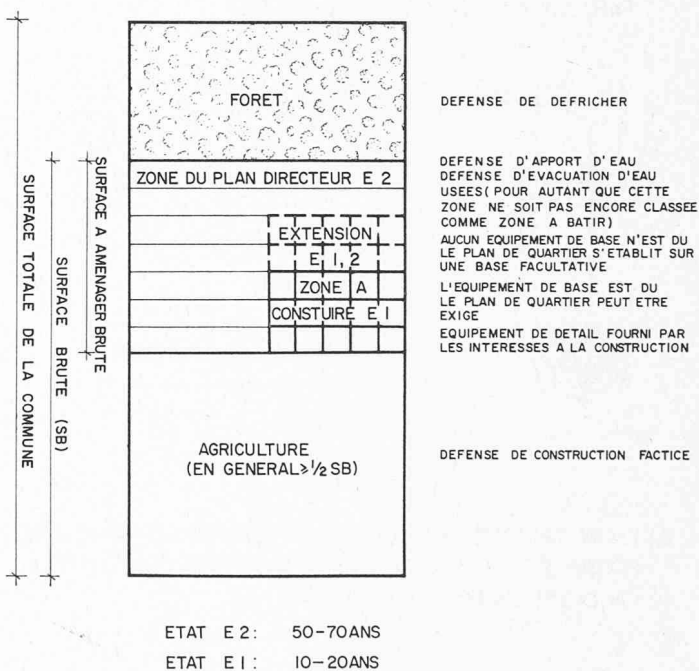 FORET
DEFENSE DE DEFRICHER
SURFACE TOTALE DE LA COMMUNE
SURFACE BRUTE (SB)
SURFACE A AMENAGER BRUTE
ZONE DU PLAN DIRECTEUR E 2
DEFENSE D'APPORT D'EAU
DEFENSE D'EVACUATION D'EAU
USEES( POUR AUTANT QUE CETTE
ZONE NE SOIT PAS ENCORE CLASSEE
COMME ZONE A BATIR)
EXTENSION
E 1, 2
AUCUN EQUIPEMENT DE BASE N'EST DU
LE PLAN DE QUARTIER S'ETABLIT SUR
UNE BASE FACULTATIVE
ZONE A
CONSTUIRE E 1
L'EQUIPEMENT DE BASE EST DU
LE PLAN DE QUARTIER PEUT ETRE
EXIGE
EQUIPEMENT DE DETAIL FOURNI PAR
LES INTERESSES A LA CONSTRUCTION
AGRICULTURE
(EN GENERAL ≥ 1/2 SB)
DEFENSE DE CONSTRUCTION FACTICE
ETAT E 2: 50-70 ANS
ETAT E 1: 10-20 ANS